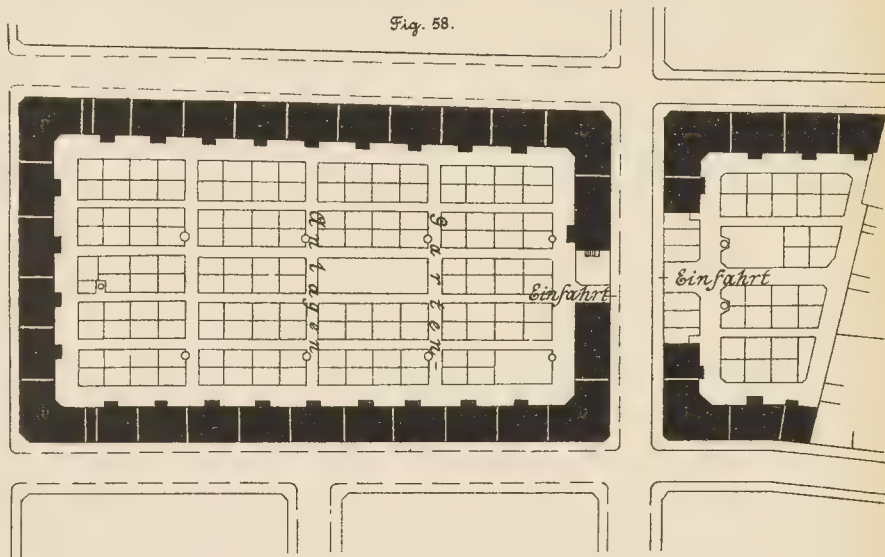 Fig. 58.
Garten-
Anlagen
Einfahrt
Einfahrt